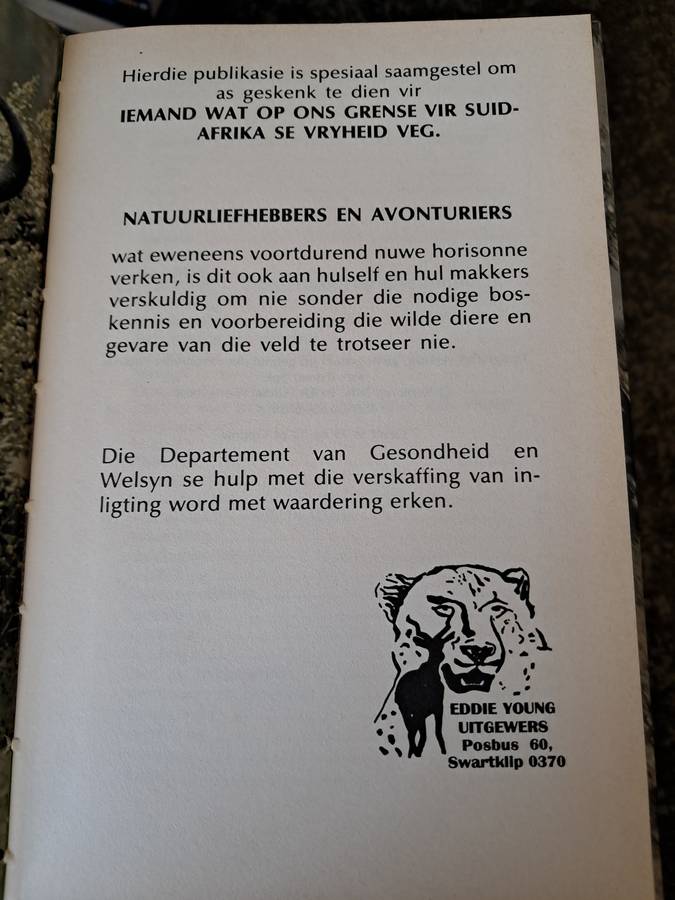 Hierdie publikasie is spesiaal saamgestel om
as geskenk te dien vir
IEMAND WAT OP ONS GRENSE VIR SUID-
AFRIKA SE VRYHEID VEG.
NATUURLIEFHEBBERS EN AVONTURIERS
wat eweneens voortdurend nuwe horisonne
verken, is dit ook aan hulself en hul makkers
verskuldig om nie sonder die nodige bos-
kennis en voorbereiding die wilde diere en
gevare van die veld te trotseer nie.
Die Departement van Gesondheid en
Welsyn se hulp met die verskaffing van in-
ligting word met waardering erken.
EDDIE YOUNG
UITGEWERS
Posbus 60,
Swartklip 0370